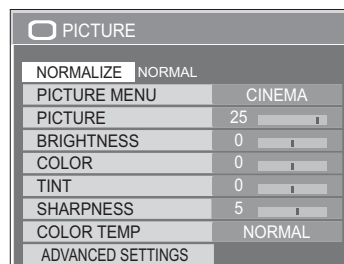 PICTURE
NORMALIZE NORMAL
PICTURE MENU CINEMA
PICTURE 25
BRIGHTNESS 0
COLOR 0
TINT 0
SHARPNESS 5
COLOR TEMP NORMAL
ADVANCED SETTINGS